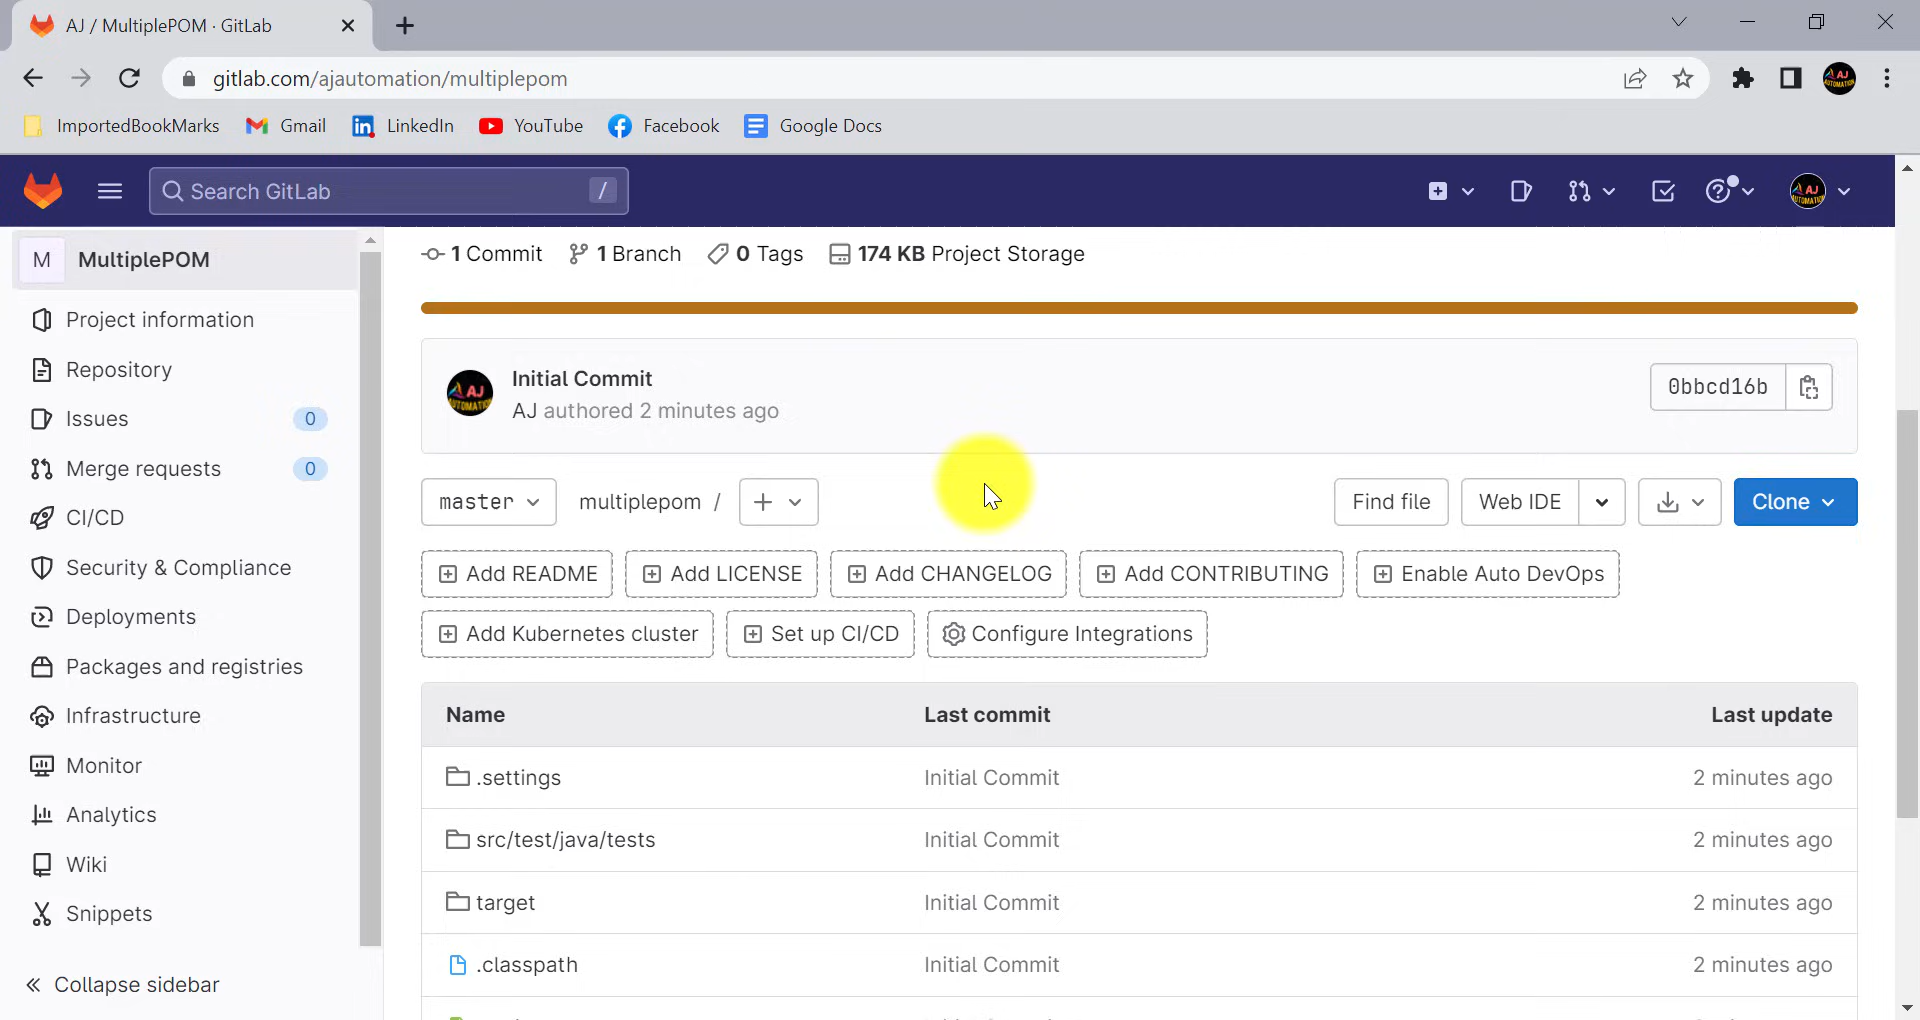 AJ / MultiplePOM · GitLab
gitlab.com/ajautomation/multiplepom
ImportedBookMarks Gmail LinkedIn YouTube Facebook Google Docs
Search GitLab /
M MultiplePOM
Project information
Repository
Issues 0
Merge requests 0
CI/CD
Security & Compliance
Deployments
Packages and registries
Infrastructure
Monitor
Analytics
Wiki
Snippets
Collapse sidebar
1 Commit 1 Branch 0 Tags 174 KB Project Storage
Initial Commit
AJ authored 2 minutes ago
0bbcd16b
master multiplepom / Find file Web IDE Clone
Add README Add LICENSE Add CHANGELOG Add CONTRIBUTING Enable Auto DevOps
Add Kubernetes cluster Set up CI/CD Configure Integrations
Name Last commit Last update
.settings Initial Commit 2 minutes ago
src/test/java/tests Initial Commit 2 minutes ago
target Initial Commit 2 minutes ago
.classpath Initial Commit 2 minutes ago